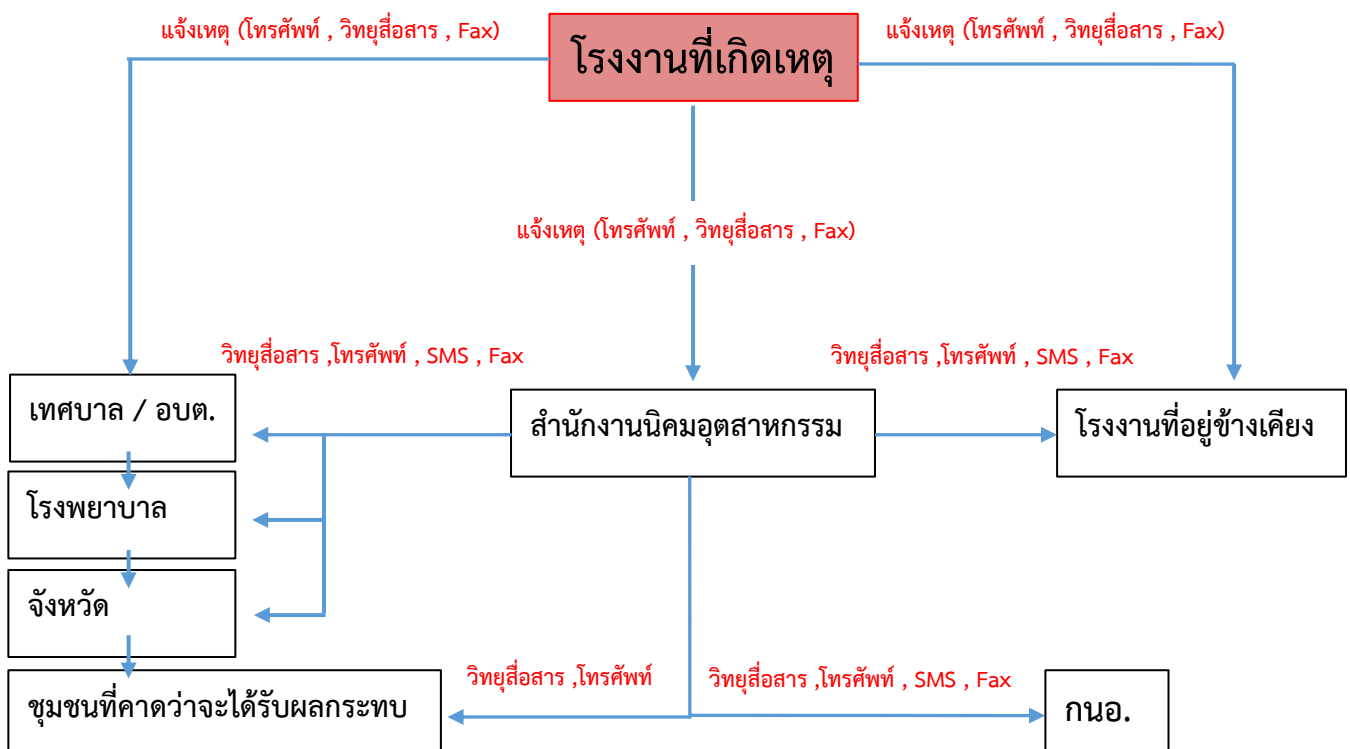 แจ้งเหตุ (โทรศัพท์ , วิทยุสื่อสาร , Fax)
โรงงานที่เกิดเหตุ
แจ้งเหตุ (โทรศัพท์ , วิทยุสื่อสาร , Fax)
แจ้งเหตุ (โทรศัพท์ , วิทยุสื่อสาร , Fax)
วิทยุสื่อสาร ,โทรศัพท์ , SMS , Fax
วิทยุสื่อสาร ,โทรศัพท์ , SMS , Fax
เทศบาล / อบต.
สำนักงานนิคมอุตสาหกรรม
โรงงานที่อยู่ข้างเคียง
โรงพยาบาล
จังหวัด
วิทยุสื่อสาร ,โทรศัพท์
วิทยุสื่อสาร ,โทรศัพท์ , SMS , Fax
ชุมชนที่คาดว่าจะได้รับผลกระทบ
กนอ.